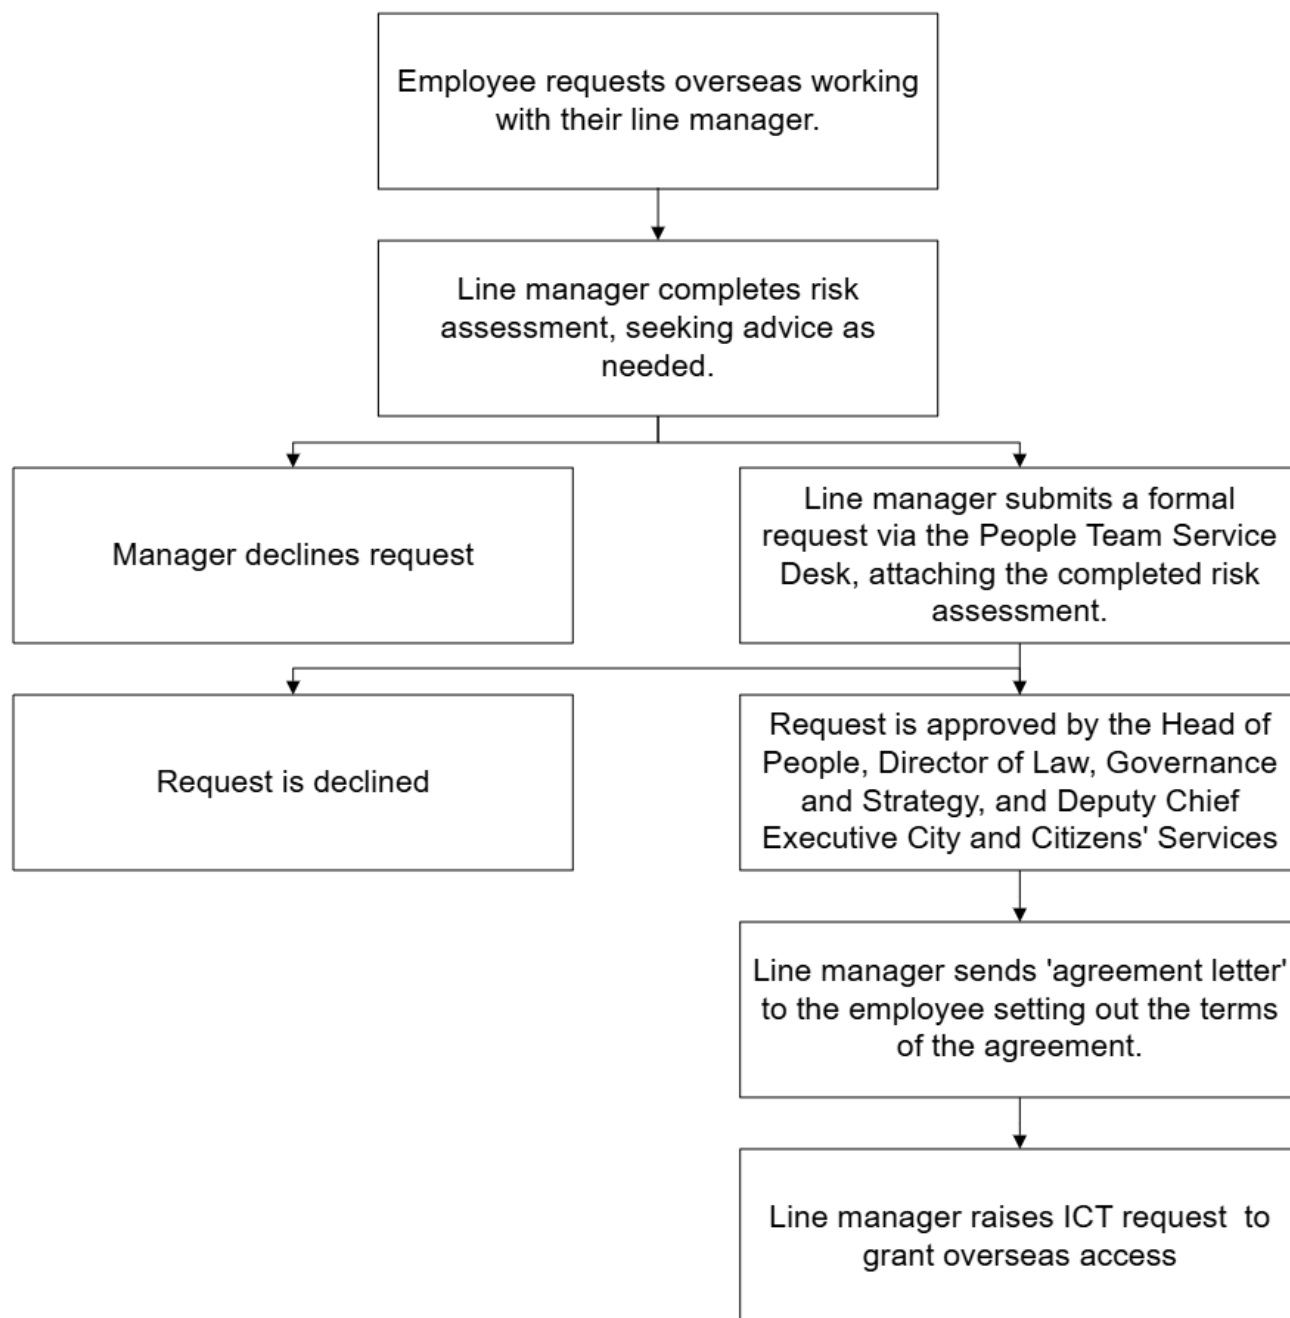 Employee requests overseas working
with their line manager.
Line manager completes risk
assessment, seeking advice as
needed.
Manager declines request
Line manager submits a formal
request via the People Team Service
Desk, attaching the completed risk
assessment.
Request is declined
Request is approved by the Head of
People, Director of Law, Governance
and Strategy, and Deputy Chief
Executive City and Citizens' Services
Line manager sends 'agreement letter'
to the employee setting out the terms
of the agreement.
Line manager raises ICT request  to
grant overseas access